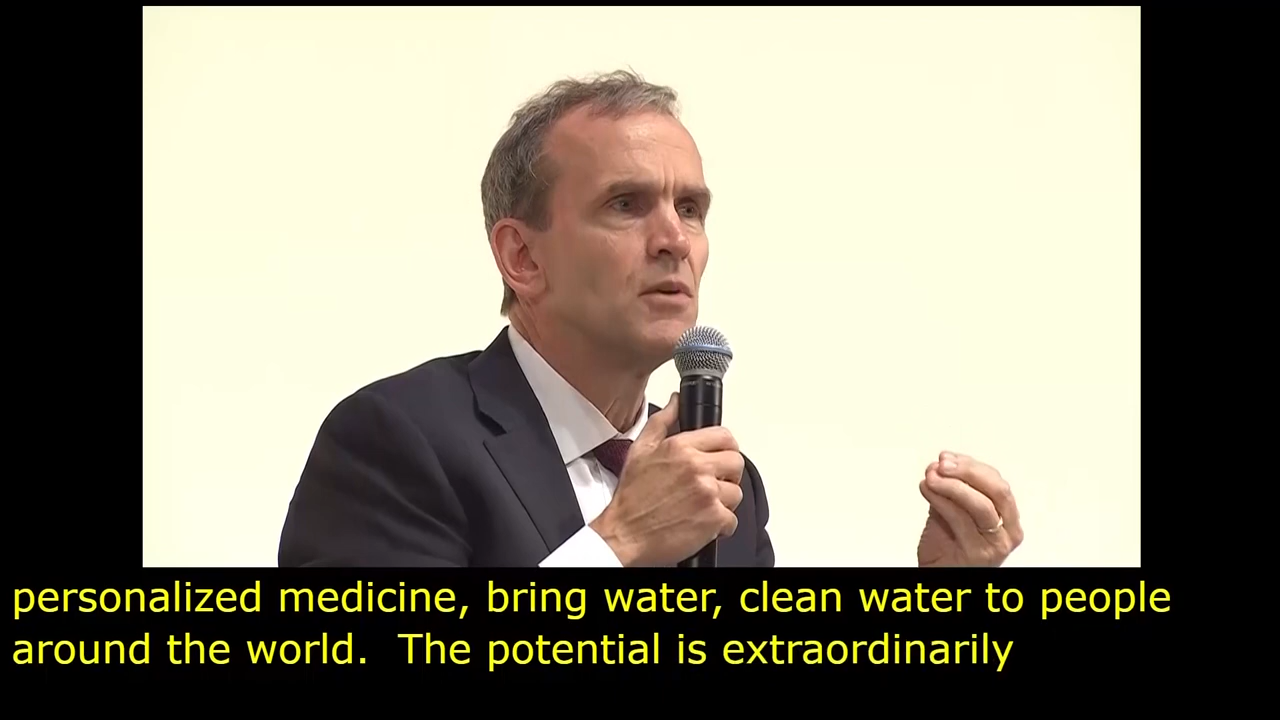 personalized medicine, bring water, clean water to people
around the world.  The potential is extraordinarily